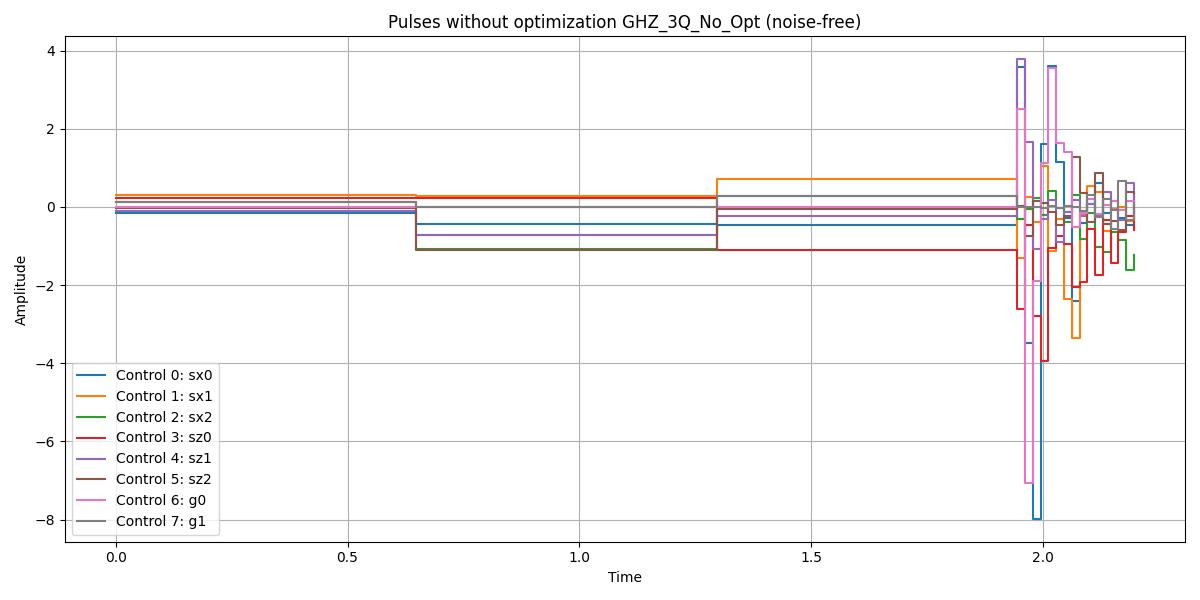 Pulses without optimization GHZ_3Q_No_Opt (noise-free)
Amplitude
4
2
0
−2
−4
−6
−8
Control 0: sx0
Control 1: sx1
Control 2: sx2
Control 3: sz0
Control 4: sz1
Control 5: sz2
Control 6: g0
Control 7: g1
0.0 0.5 1.0 1.5 2.0
Time